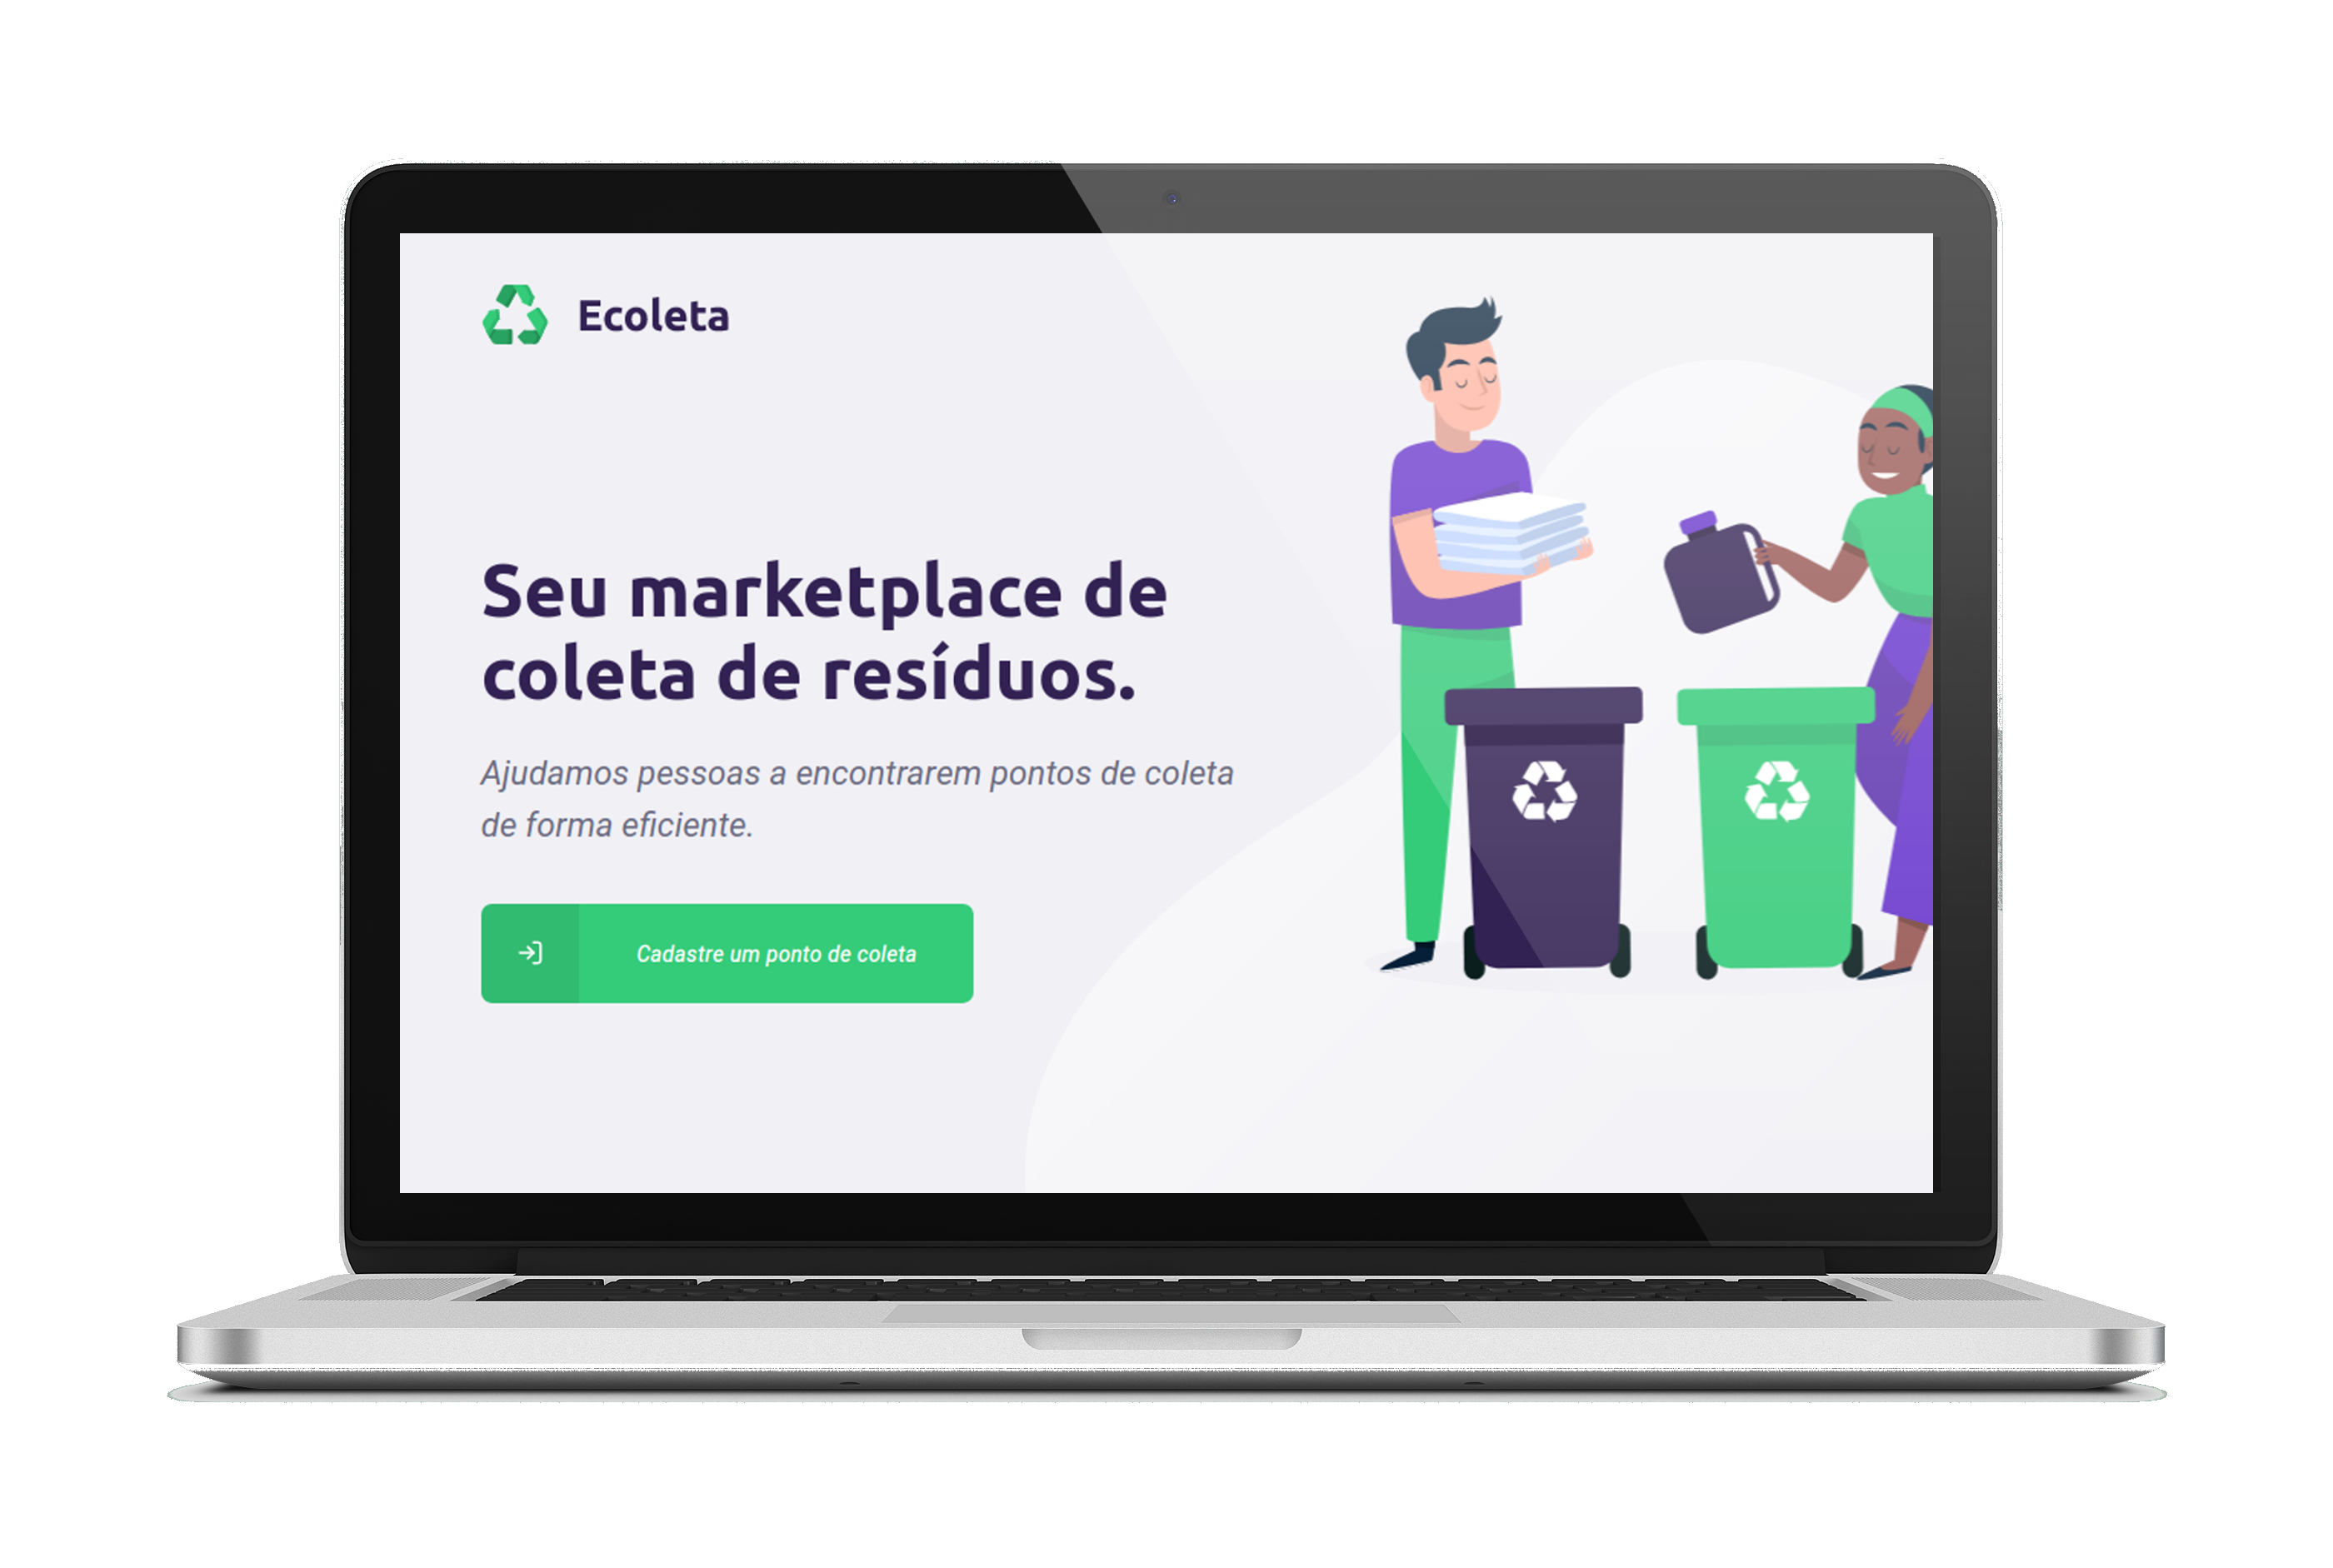 Ecoleta
Seu marketplace de
coleta de resíduos.
Ajudamos pessoas a encontrarem pontos de coleta
de forma eficiente.
Cadastre um ponto de coleta